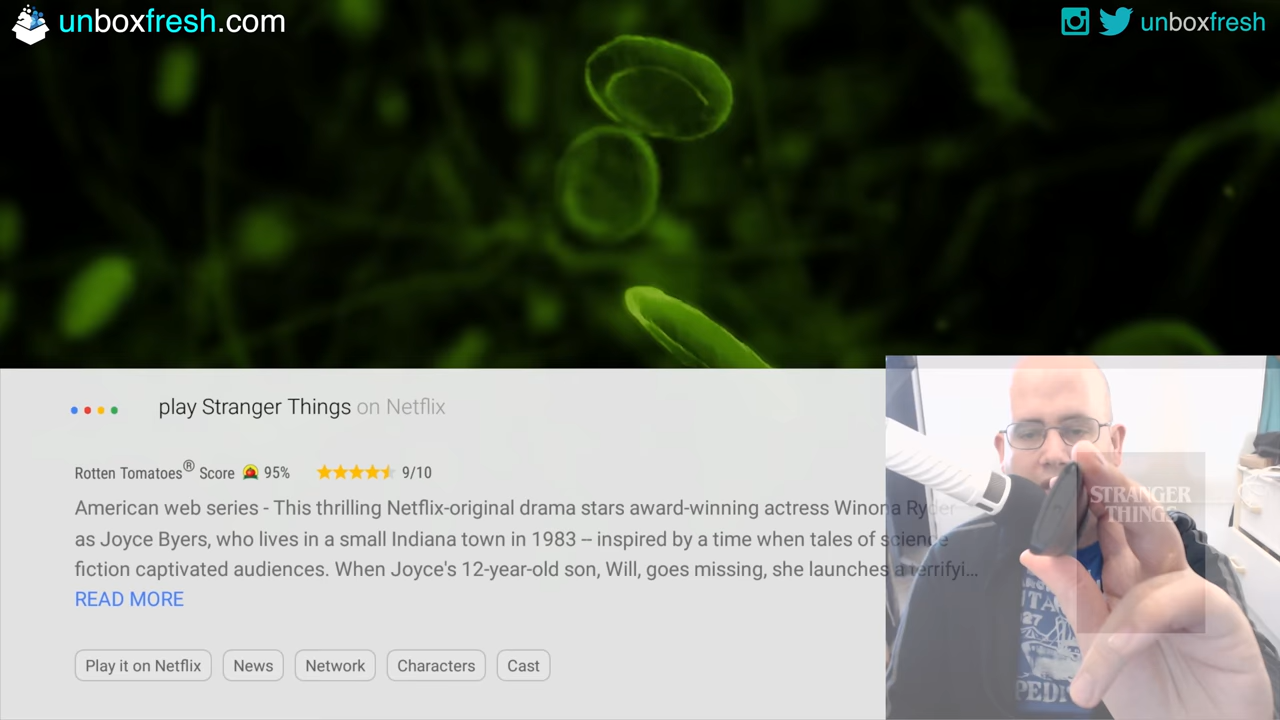 unboxfresh.com
unboxfresh
play Stranger Things on Netflix
Rotten Tomatoes® Score 95% 9/10
American web series - This thrilling Netflix-original drama stars award-winning actress Winona Ryder
as Joyce Byers, who lives in a small Indiana town in 1983 – inspired by a time when tales of science
fiction captivated audiences. When Joyce's 12-year-old son, Will, goes missing, she launches a terrifyi...
READ MORE
Play it on Netflix News Network Characters Cast
STRANGER
THINGS